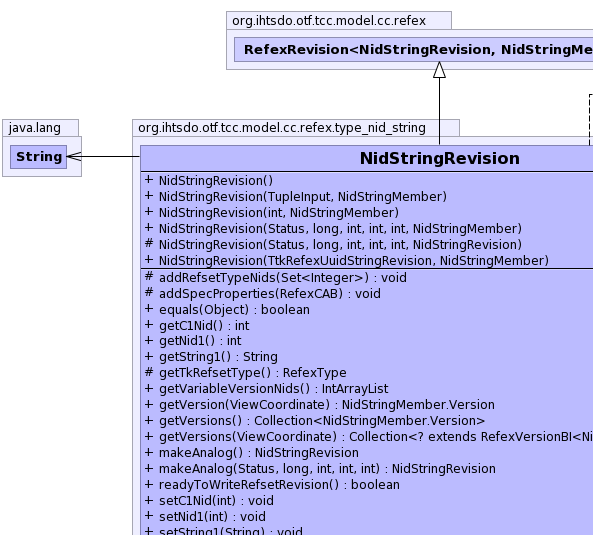 org.ihtsdo.otf.tcc.model.cc.refex
RefexRevision<NidStringRevision, NidStringMe
java.lang
org.ihtsdo.otf.tcc.model.cc.refex.type_nid_string
String
NidStringRevision
+ NidStringRevision()
+ NidStringRevision(TupleInput, NidStringMember)
+ NidStringRevision(int, NidStringMember)
+ NidStringRevision(Status, long, int, int, int, NidStringMember)
# NidStringRevision(Status, long, int, int, int, NidStringRevision)
+ NidStringRevision(TtkRefexUuidStringRevision, NidStringMember)
# addRefsetTypeNids(Set<Integer>) : void
# addSpecProperties(RefexCAB) : void
+ equals(Object) : boolean
+ getC1Nid() : int
+ getNid1() : int
+ getString1() : String
# getTkRefsetType() : RefexType
+ getVariableVersionNids() : IntArrayList
+ getVersion(ViewCoordinate) : NidStringMember.Version
+ getVersions() : Collection<NidStringMember.Version>
+ getVersions(ViewCoordinate) : Collection<? extends RefexVersionBI<Ni
+ makeAnalog() : NidStringRevision
+ makeAnalog(Status, long, int, int, int) : NidStringRevision
+ readyToWriteRefsetRevision() : boolean
+ setC1Nid(int) : void
+ setNid1(int) : void
+ setString1(String) : void